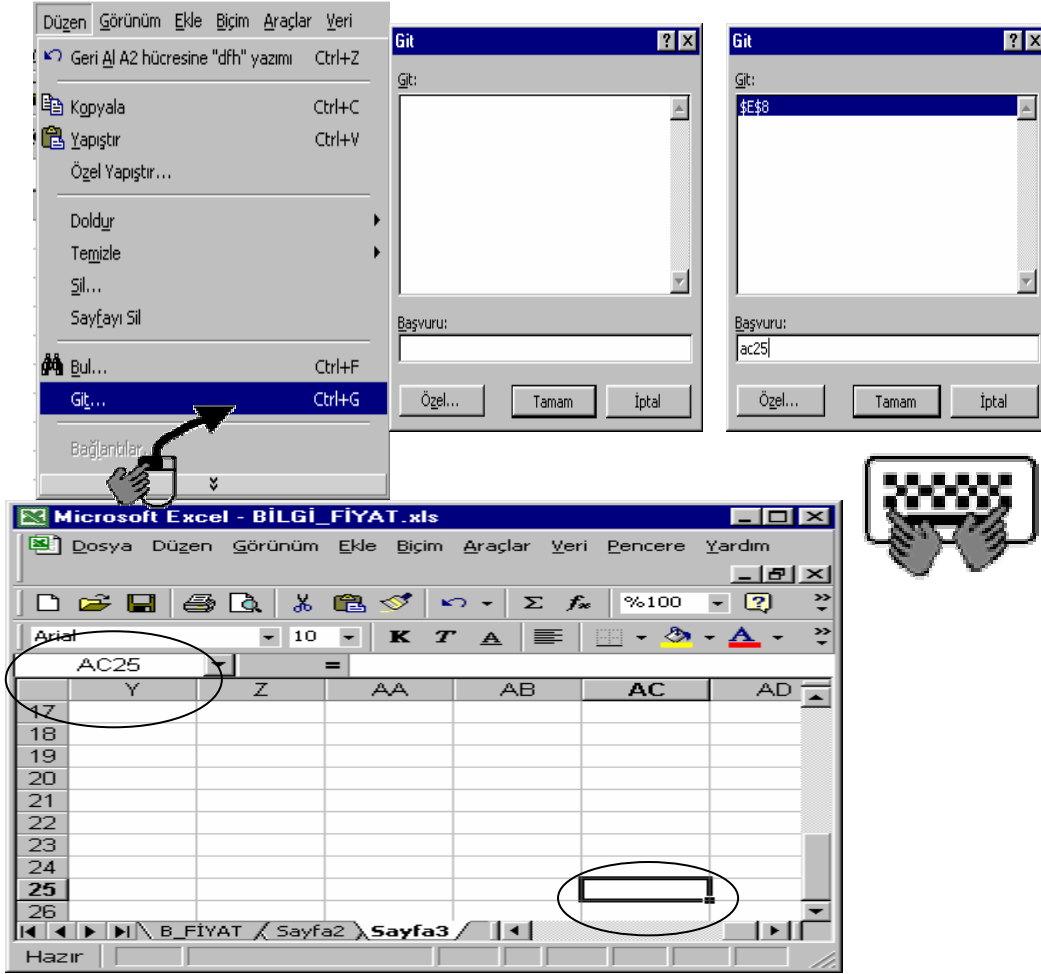 Düzen Görünüm Ekle Biçim Araçlar Veri
Geri Al A2 hücresine "dfh" yazımı Ctrl+Z
Kopyala Ctrl+C
Yapıştır Ctrl+V
Özel Yapıştır...
Doldur
Temizle
Sil...
Sayfayı Sil
Bul... Ctrl+F
Git... Ctrl+G
Bağlantılar...
Git
Git:
Başvuru:
Özel... Tamam İptal
Git
Git:
$E$8
Başvuru:
ac25
Özel... Tamam İptal
Microsoft Excel - BİLGİ_FİYAT.xls
Dosya Düzen Görünüm Ekle Biçim Araçlar Veri Pencere Yardım
%100
Arial 10 K T A
AC25 =
Y Z AA AB AC AD
17
18
19
20
21
22
23
24
25
26
B_FİYAT Sayfa2 Sayfa3
Hazır